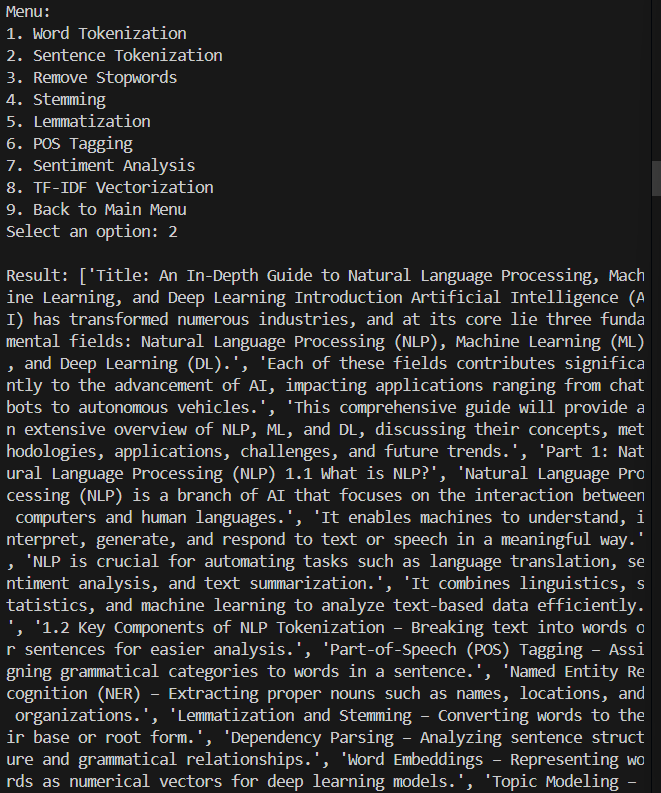 Menu:
1. Word Tokenization
2. Sentence Tokenization
3. Remove Stopwords
4. Stemming
5. Lemmatization
6. POS Tagging
7. Sentiment Analysis
8. TF-IDF Vectorization
9. Back to Main Menu
Select an option: 2
Result: ['Title: An In-Depth Guide to Natural Language Processing, Mach
ine Learning, and Deep Learning Introduction Artificial Intelligence (A
I) has transformed numerous industries, and at its core lie three funda
mental fields: Natural Language Processing (NLP), Machine Learning (ML)
, and Deep Learning (DL).', 'Each of these fields contributes significa
ntly to the advancement of AI, impacting applications ranging from chat
bots to autonomous vehicles.', 'This comprehensive guide will provide a
n extensive overview of NLP, ML, and DL, discussing their concepts, met
hodologies, applications, challenges, and future trends.', 'Part 1: Nat
ural Language Processing (NLP) 1.1 What is NLP?', 'Natural Language Pro
cessing (NLP) is a branch of AI that focuses on the interaction between
 computers and human languages.', 'It enables machines to understand, i
nterpret, generate, and respond to text or speech in a meaningful way.'
, 'NLP is crucial for automating tasks such as language translation, se
ntiment analysis, and text summarization.', 'It combines linguistics, s
tatistics, and machine learning to analyze text-based data efficiently.
', '1.2 Key Components of NLP Tokenization – Breaking text into words o
r sentences for easier analysis.', 'Part-of-Speech (POS) Tagging – Assi
gning grammatical categories to words in a sentence.', 'Named Entity Re
cognition (NER) – Extracting proper nouns such as names, locations, and
 organizations.', 'Lemmatization and Stemming – Converting words to the
ir base or root form.', 'Dependency Parsing – Analyzing sentence struct
ure and grammatical relationships.', 'Word Embeddings – Representing wo
rds as numerical vectors for deep learning models.', 'Topic Modeling –